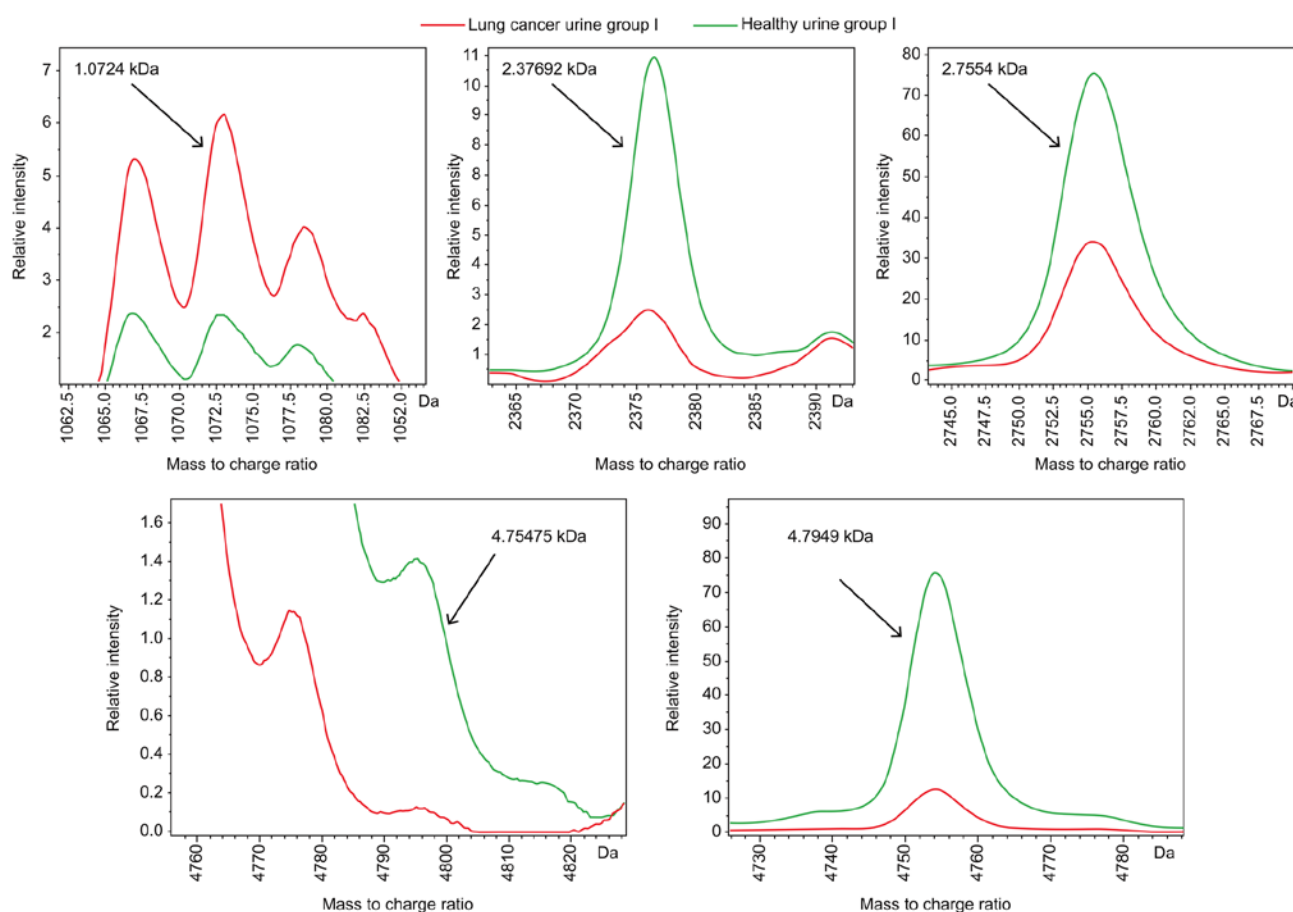 Lung cancer urine group I Healthy urine group I
1.0724 kDa
Relative intensity
7
6
5
4
3
2
1062.5 1065.0 1067.5 1070.0 1072.5 1075.0 1077.5 1080.0 1082.5 1052.0 Da
Mass to charge ratio
2.37692 kDa
Relative intensity
11
10
9
8
8
6
5
4
3
2
1
2365 2370 2375 2380 2385 2390 Da
Mass to charge ratio
2.7554 kDa
Relative intensity
80
70
60
50
40
30
20
10
0
2745.0 2747.5 2750.0 2752.5 2755.0 2757.5 2760.0 2762.5 2765.0 2767.5 Da
Mass to charge ratio
4.75475 kDa
Relative intensity
1.6
1.4
1.2
1.0
0.8
0.6
0.4
0.2
0.0
4760 4770 4780 4790 4800 4810 4820 Da
Mass to charge ratio
4.7949 kDa
Relative intensity
90
80
70
60
50
40
30
20
10
0
4730 4740 4750 4760 4770 4780 Da
Mass to charge ratio